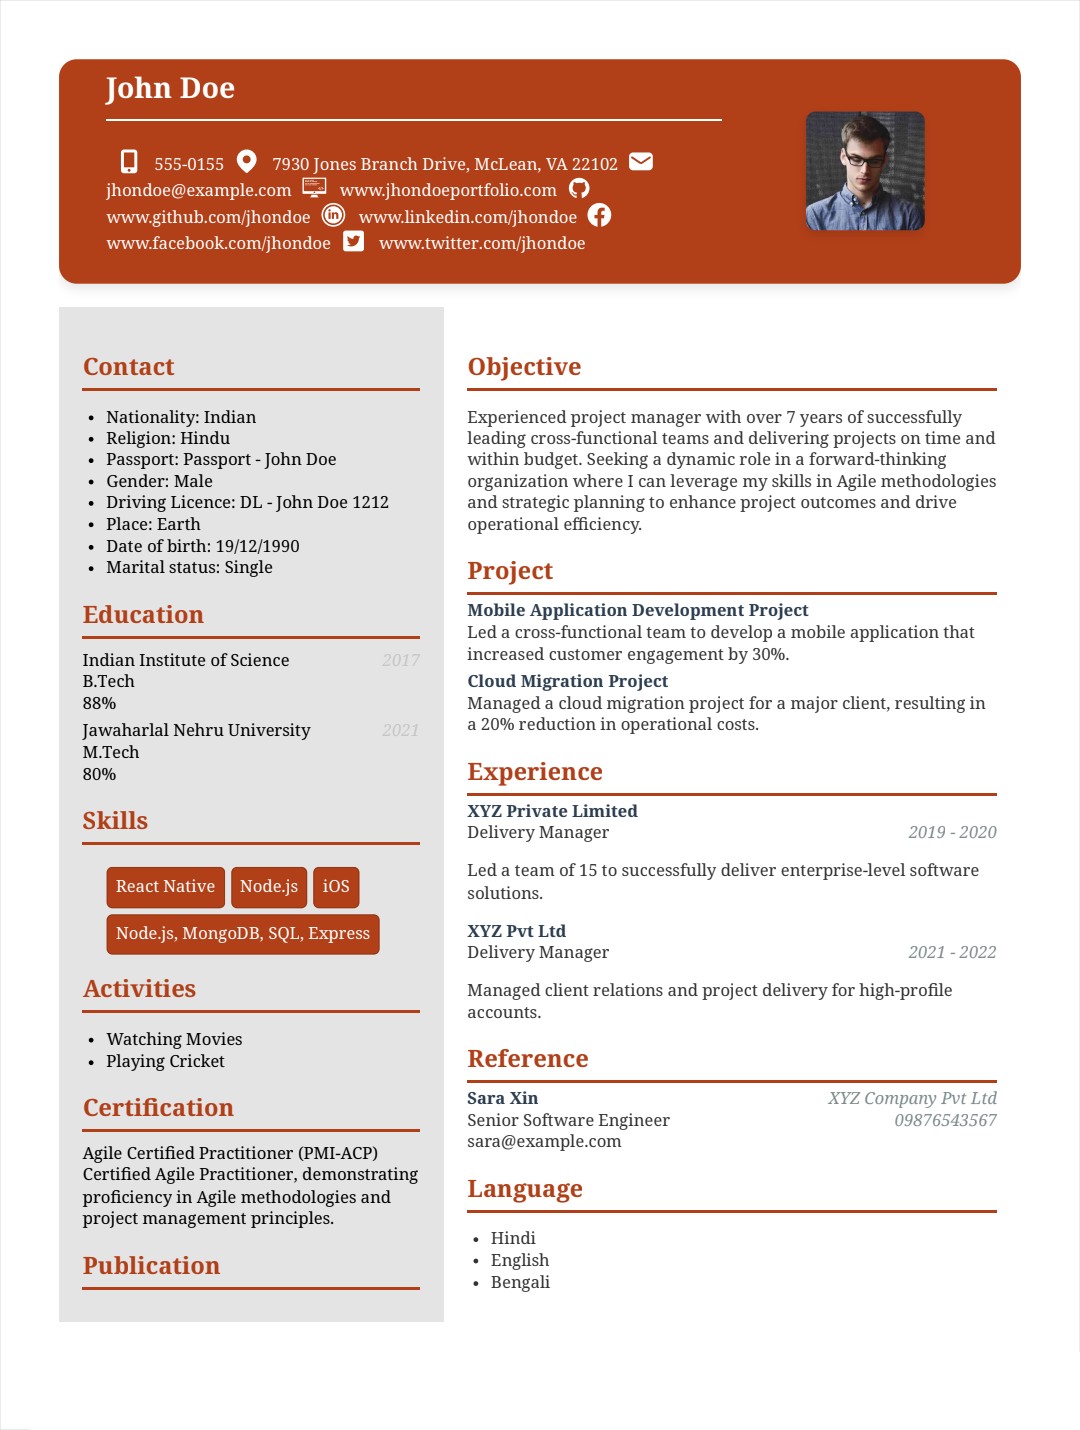 John Doe
555-0155 7930 Jones Branch Drive, McLean, VA 22102
jhondoe@example.com www.jhondoeportfolio.com
www.github.com/jhondoe www.linkedin.com/jhondoe
www.facebook.com/jhondoe www.twitter.com/jhondoe
Contact
• Nationality: Indian
• Religion: Hindu
• Passport: Passport - John Doe
• Gender: Male
• Driving Licence: DL - John Doe 1212
• Place: Earth
• Date of birth: 19/12/1990
• Marital status: Single
Education
Indian Institute of Science 2017
B.Tech
88%
Jawaharlal Nehru University 2021
M.Tech
80%
Skills
React Native Node.js iOS
Node.js, MongoDB, SQL, Express
Activities
• Watching Movies
• Playing Cricket
Certification
Agile Certified Practitioner (PMI-ACP)
Certified Agile Practitioner, demonstrating
proficiency in Agile methodologies and
project management principles.
Publication
Objective
Experienced project manager with over 7 years of successfully
leading cross-functional teams and delivering projects on time and
within budget. Seeking a dynamic role in a forward-thinking
organization where I can leverage my skills in Agile methodologies
and strategic planning to enhance project outcomes and drive
operational efficiency.
Project
Mobile Application Development Project
Led a cross-functional team to develop a mobile application that
increased customer engagement by 30%.
Cloud Migration Project
Managed a cloud migration project for a major client, resulting in
a 20% reduction in operational costs.
Experience
XYZ Private Limited
Delivery Manager 2019 - 2020
Led a team of 15 to successfully deliver enterprise-level software
solutions.
XYZ Pvt Ltd
Delivery Manager 2021 - 2022
Managed client relations and project delivery for high-profile
accounts.
Reference
Sara Xin XYZ Company Pvt Ltd
Senior Software Engineer 09876543567
sara@example.com
Language
• Hindi
• English
• Bengali